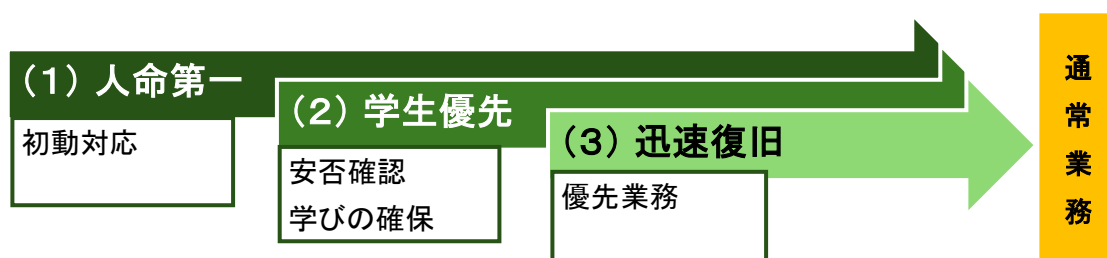 （１）人命第一
初動対応
（２）学生優先
安否確認
学びの確保
（３）迅速復旧
優先業務
通常業務